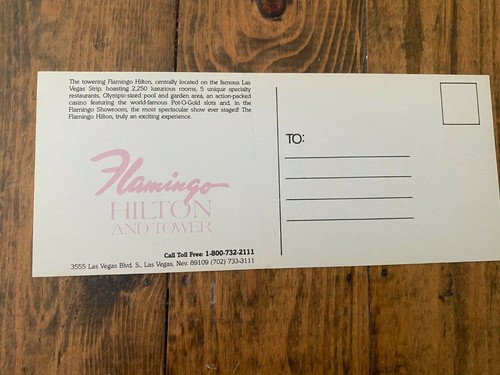 The towering Flamingo Hilton, centrally located on the famous Las
Vegas Strip, boasting 2,250 luxurious rooms, 5 unique specialty
restaurants, Olympic-sized pool and garden area, an action-packed
casino featuring the world-famous Pot-O-Gold slots and, in the
Flamingo Showroom, the most spectacular show ever staged! The
Flamingo Hilton, truly an exciting experience.
Flamingo
HILTON
AND TOWER
Call Toll Free: 1-800-732-2111
3555 Las Vegas Blvd. S., Las Vegas, Nev. 89109 (702) 733-3111
TO: